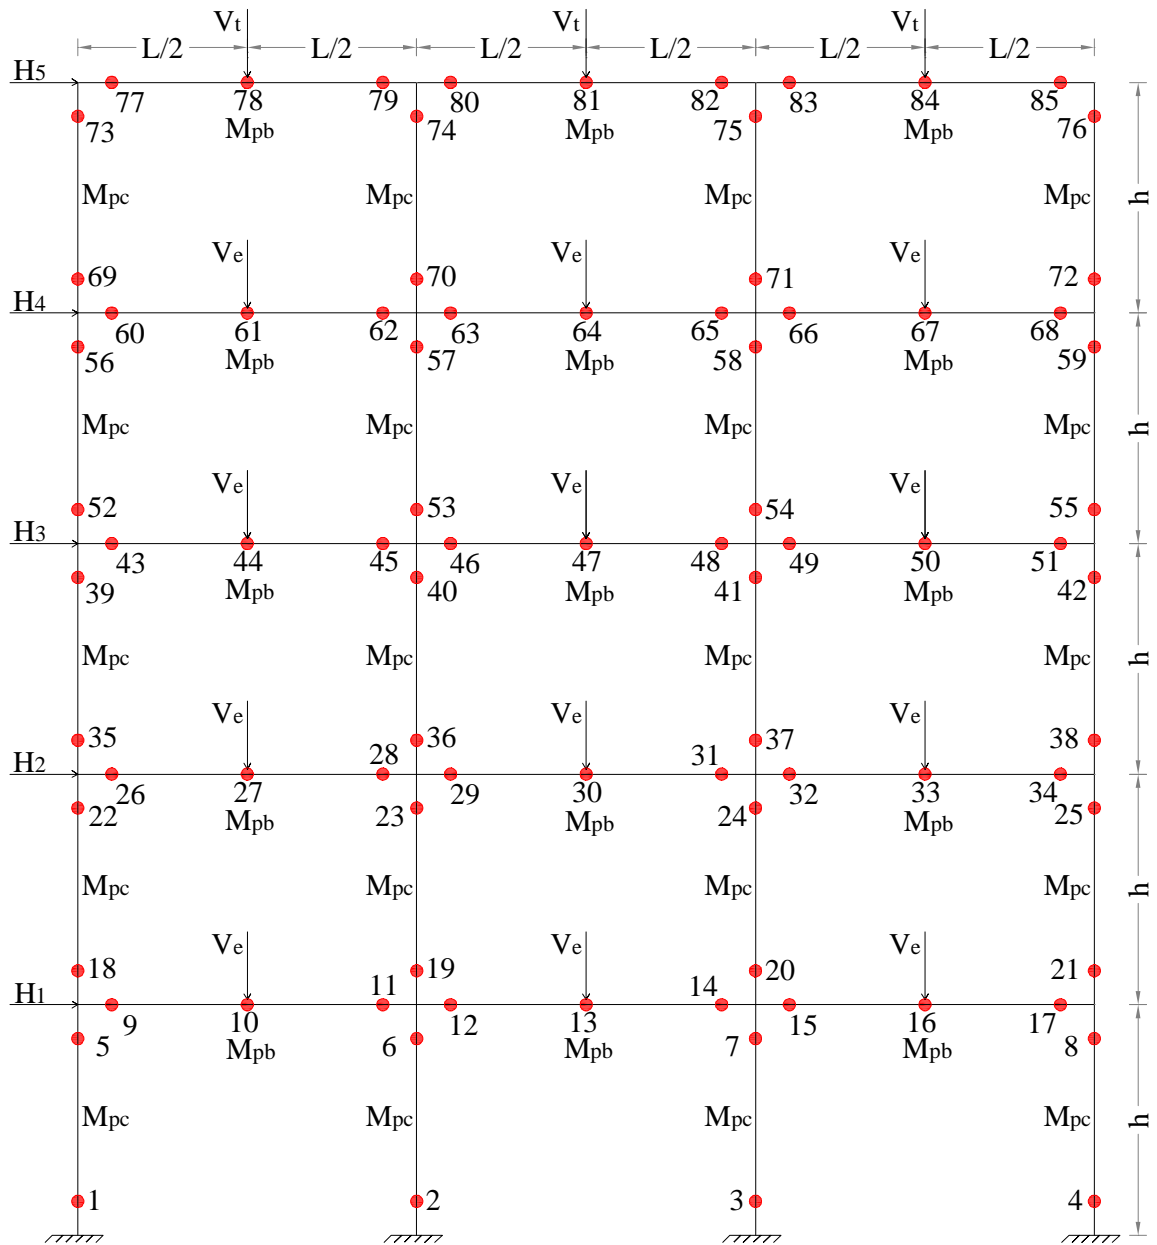 Vt Vt Vt
L/2 L/2 L/2 L/2 L/2 L/2
H5
77 78 79 80 81 82 83 84 85
73 Mpb 74 Mpb 75 Mpb 76
Mpc Mpc Mpc Mpc h
Ve Ve Ve
69 70 71 72
H4
60 61 62 63 64 65 66 67 68
56 Mpb 57 Mpb 58 Mpb 59
Mpc Mpc Mpc Mpc h
Ve Ve Ve
52 53 54 55
H3
43 44 45 46 47 48 49 50 51
39 Mpb 40 Mpb 41 Mpb 42
Mpc Mpc Mpc Mpc h
Ve Ve Ve
35 36 37 38
28 31
H2
26 27 29 30 32 33 34
22 Mpb 23 Mpb 24 Mpb 25
Mpc Mpc Mpc Mpc h
Ve Ve Ve
18 19 20 21
11 14
H1
9 10 12 13 15 16 17
5 Mpb 6 Mpb 7 Mpb 8
Mpc Mpc Mpc Mpc h
1 2 3 4